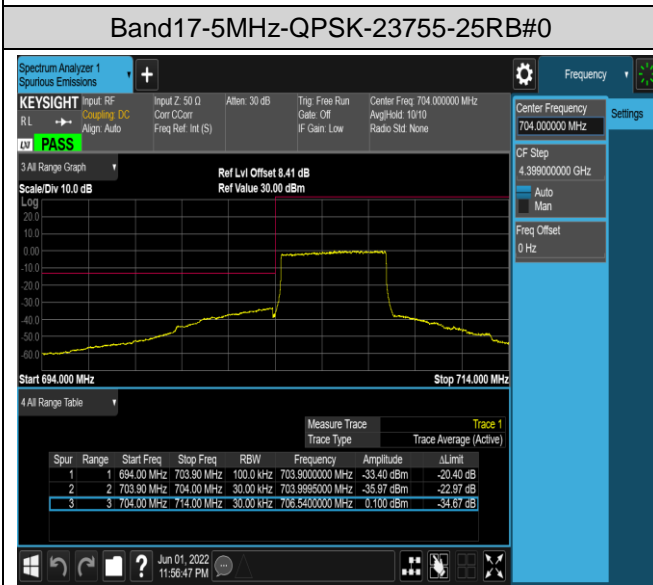 Band17-5MHz-QPSK-23755-25RB#0
Spectrum Analyzer 1
Spurious Emissions
Frequency
KEYSIGHT
Input: RF
Coupling: DC
Align: Auto
RL
LXI
PASS
Input Z: 50 Ω
Corr CCorr
Freq Ref: Int (S)
Atten: 30 dB
Trig: Free Run
Gate: Off
IF Gain: Low
Center Freq: 704.000000 MHz
Avg|Hold: 10/10
Radio Std: None
Center Frequency
704.000000 MHz
Settings
CF Step
4.399000000 GHz
Auto
Man
Freq Offset
0 Hz
3 All Range Graph
Scale/Div 10.0 dB
Ref Lvl Offset 8.41 dB
Ref Value 30.00 dBm
Log
20.0
10.0
0.00
-10.0
-20.0
-30.0
-40.0
-50.0
-60.0
Start 694.000 MHz
Stop 714.000 MHz
4 All Range Table
Measure Trace Trace 1
Trace Type Trace Average (Active)
Spur Range Start Freq Stop Freq RBW Frequency Amplitude ΔLimit
1 1 694.00 MHz 703.90 MHz 100.0 kHz 703.9000000 MHz -33.40 dBm -20.40 dB
2 2 703.90 MHz 704.00 MHz 30.00 kHz 703.9995000 MHz -35.97 dBm -22.97 dB
3 3 704.00 MHz 714.00 MHz 30.00 kHz 706.5400000 MHz 0.100 dBm -34.67 dB
Jun 01, 2022
11:56:47 PM